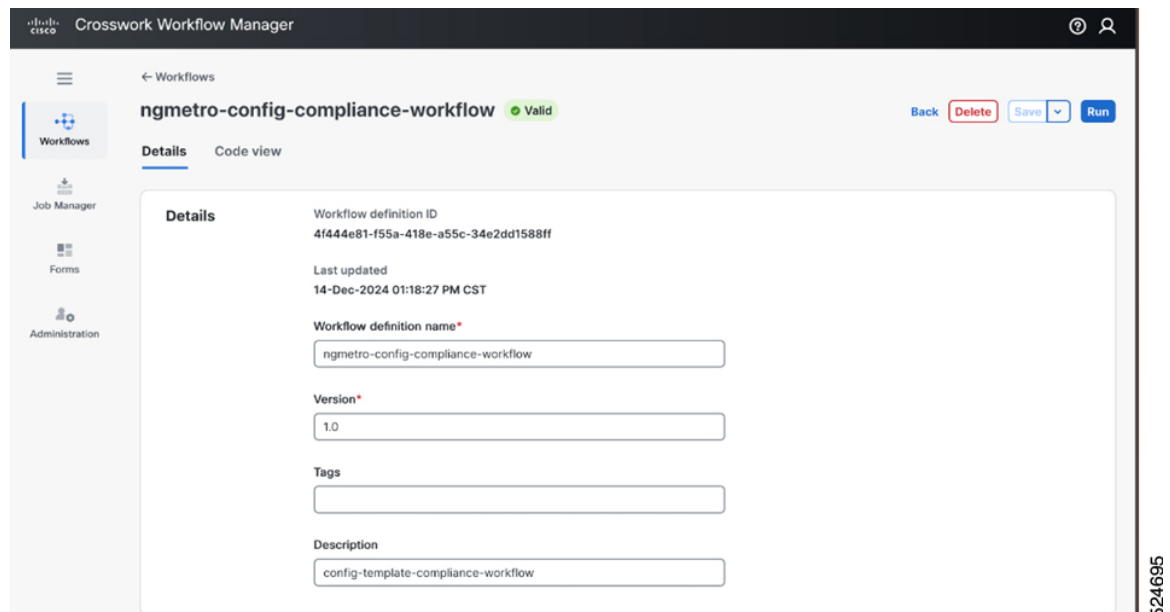 cisco Crosswork Workflow Manager
← Workflows
ngmetro-config-compliance-workflow Valid
Back Delete Save Run
Workflows
Details Code view
Job Manager
Forms
Administration
Details
Workflow definition ID
4f444e81-f55a-418e-a55c-34e2dd1588ff
Last updated
14-Dec-2024 01:18:27 PM CST
Workflow definition name*
ngmetro-config-compliance-workflow
Version*
1.0
Tags
Description
config-template-compliance-workflow
524695